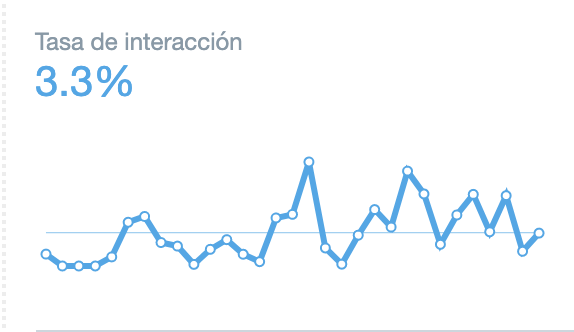 Tasa de interacción
3.3%